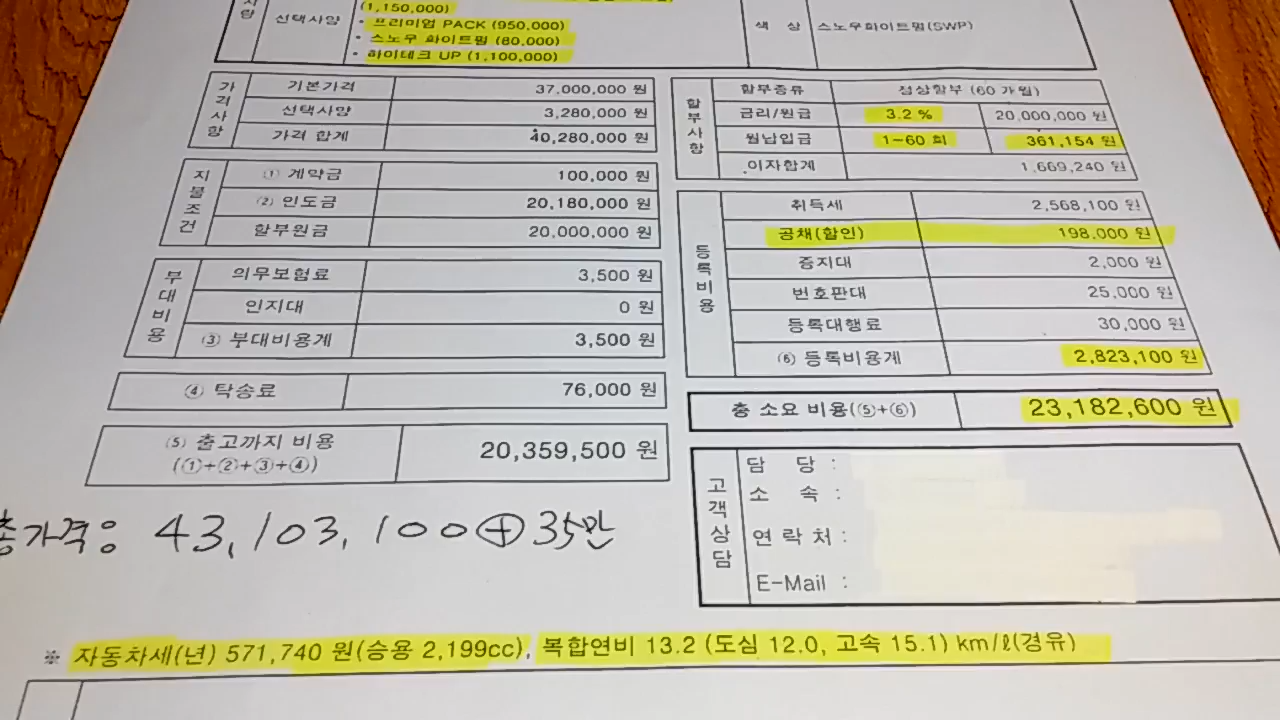 선택사양
(1,150,000)
• 프리미엄 PACK (950,000)
• 스노우 화이트펄 (80,000)
• 하이테크 UP (1,100,000)
색 상 스노우화이트펄(SWP)
가격사항
기본가격 37,000,000 원
선택사양 3,280,000 원
가격 합계 40,280,000 원
지불조건
① 계약금 100,000 원
② 인도금 20,180,000 원
할부원금 20,000,000 원
부대비용
의무보험료 3,500 원
인지대 0 원
③ 부대비용계 3,500 원
④ 탁송료 76,000 원
⑤ 출고까지 비용
(①+②+③+④) 20,359,500 원
할부사항
할부종류 정상할부 (60 개월)
금리/원금 3.2 % 20,000,000 원
월납입금 1-60 회 361,154 원
이자합계 1,669,240 원
등록비용
취득세 2,568,100 원
공채(할인) 198,000 원
증지대 2,000 원
번호판대 25,000 원
등록대행료 30,000 원
⑥ 등록비용계 2,823,100 원
총 소요 비용(⑤+⑥) 23,182,600 원
고객상담
담 당 :
소 속 :
연락처 :
E-Mail :
총가격: 43,103,100 ⊕ 35만
※ 자동차세(년) 571,740 원(승용 2,199cc), 복합연비 13.2 (도심 12.0, 고속 15.1) km/ℓ(경유)